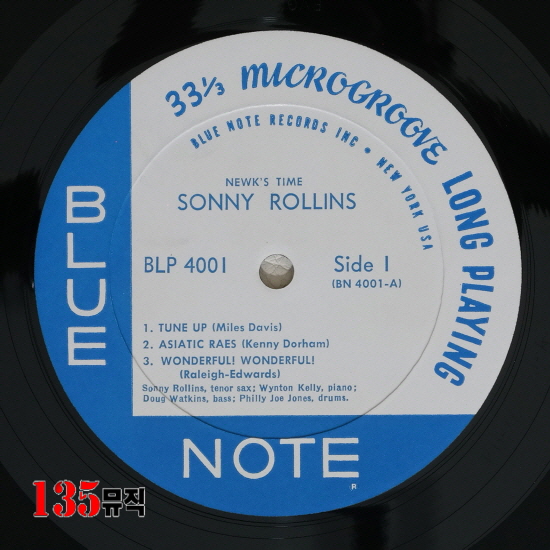 33⅓ MICROGROOVE LONG PLAYING
BLUE NOTE RECORDS INC • NEW YORK USA
NEWK'S TIME
SONNY ROLLINS
BLP 4001
Side 1
(BN 4001-A)
1. TUNE UP (Miles Davis)
2. ASIATIC RAES (Kenny Dorham)
3. WONDERFUL! WONDERFUL!
(Raleigh-Edwards)
Sonny Rollins, tenor sax; Wynton Kelly, piano;
Doug Watkins, bass; Philly Joe Jones, drums.
BLUE
NOTE
R
135뮤직